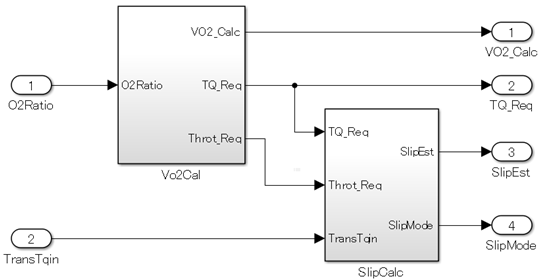 VO2_Calc
1
VO2_Calc
1
O2Ratio
O2Ratio
TQ_Req
2
TQ_Req
Throt_Req
Vo2Cal
TQ_Req
SlipEst
3
SlipEst
Throt_Req
2
TransTqin
TransTqin
SlipMode
4
SlipMode
SlipCalc